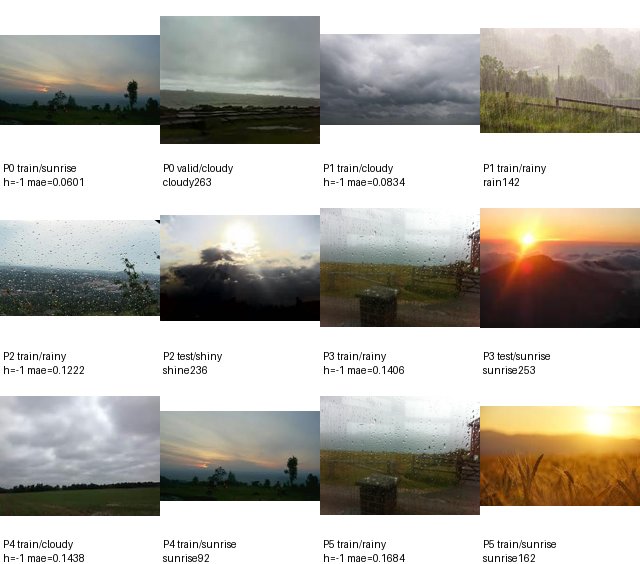 P0 train/sunrise
h=-1 mae=0.0601
P0 valid/cloudy
cloudy263
P1 train/cloudy
h=-1 mae=0.0834
P1 train/rainy
rain142
P2 train/rainy
h=-1 mae=0.1222
P2 test/shiny
shine236
P3 train/rainy
h=-1 mae=0.1406
P3 test/sunrise
sunrise253
P4 train/cloudy
h=-1 mae=0.1438
P4 train/sunrise
sunrise92
P5 train/rainy
h=-1 mae=0.1684
P5 train/sunrise
sunrise162